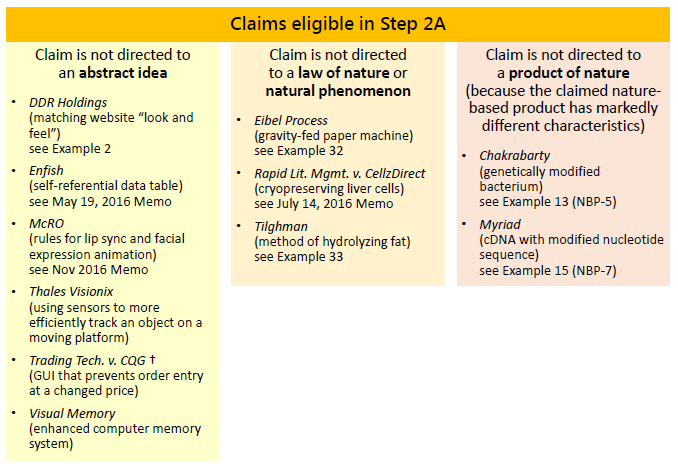 Claims eligible in Step 2A
Claim is not directed to
an abstract idea
• DDR Holdings
(matching website “look and
feel”)
see Example 2
• Enfish
(self-referential data table)
see May 19, 2016 Memo
• McRO
(rules for lip sync and facial
expression animation)
see Nov 2016 Memo
• Thales Visionix
(using sensors to more
efficiently track an object on a
moving platform)
• Trading Tech. v. CQG †
(GUI that prevents order entry
at a changed price)
• Visual Memory
(enhanced computer memory
system)
Claim is not directed
to a law of nature or
natural phenomenon
• Eibel Process
(gravity-fed paper machine)
see Example 32
• Rapid Lit. Mgmt. v. CellzDirect
(cryopreserving liver cells)
see July 14, 2016 Memo
• Tilghman
(method of hydrolyzing fat)
see Example 33
Claim is not directed to
a product of nature
(because the claimed nature-
based product has markedly
different characteristics)
• Chakrabarty
(genetically modified
bacterium)
see Example 13 (NBP-5)
• Myriad
(cDNA with modified nucleotide
sequence)
see Example 15 (NBP-7)